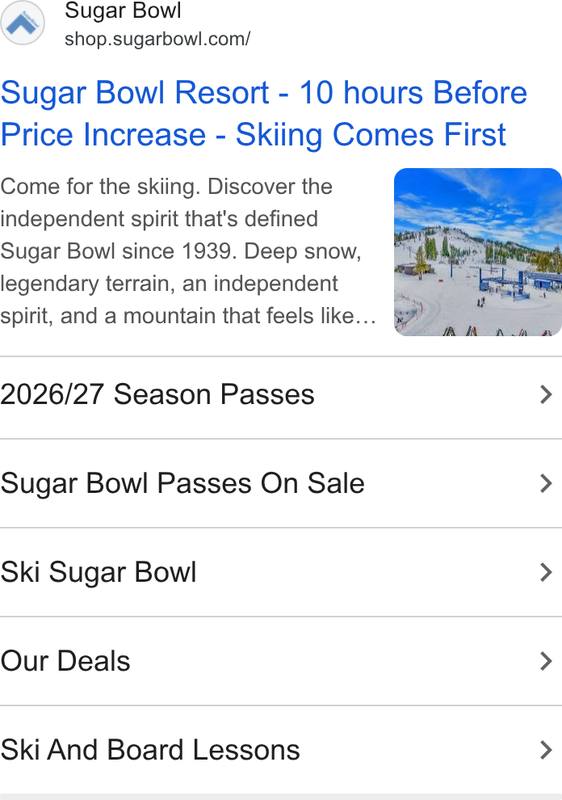 Sugar Bowl
shop.sugarbowl.com/
Sugar Bowl Resort - 10 hours Before
Price Increase - Skiing Comes First
Come for the skiing. Discover the
independent spirit that's defined
Sugar Bowl since 1939. Deep snow,
legendary terrain, an independent
spirit, and a mountain that feels like…
2026/27 Season Passes
Sugar Bowl Passes On Sale
Ski Sugar Bowl
Our Deals
Ski And Board Lessons